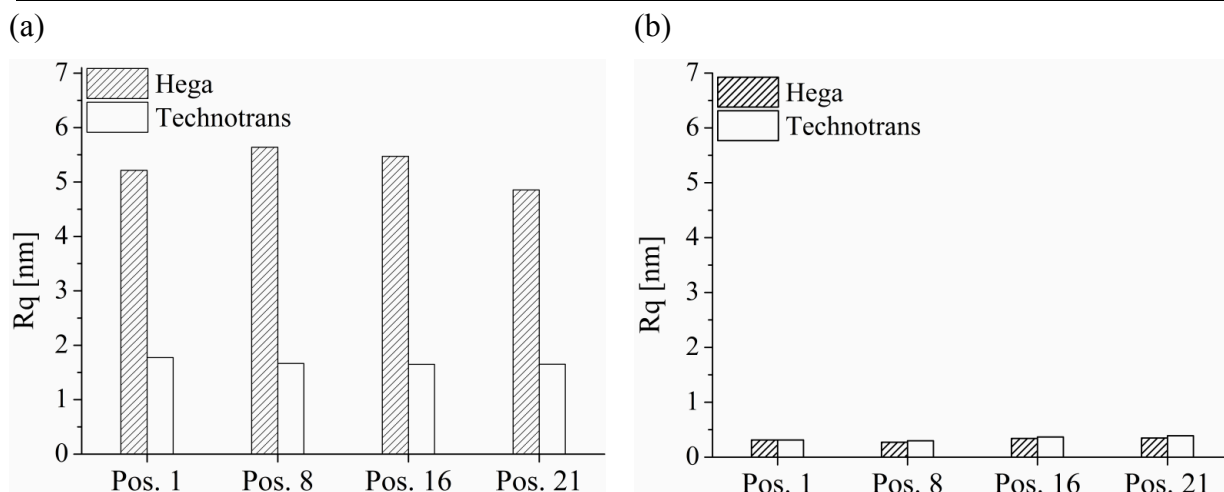 (a)
7
6
5
4
3
2
1
0
Rq [nm]
Hega
Technotrans
Pos. 1 Pos. 8 Pos. 16 Pos. 21
(b)
7
6
5
4
3
2
1
0
Rq [nm]
Hega
Technotrans
Pos. 1 Pos. 8 Pos. 16 Pos. 21